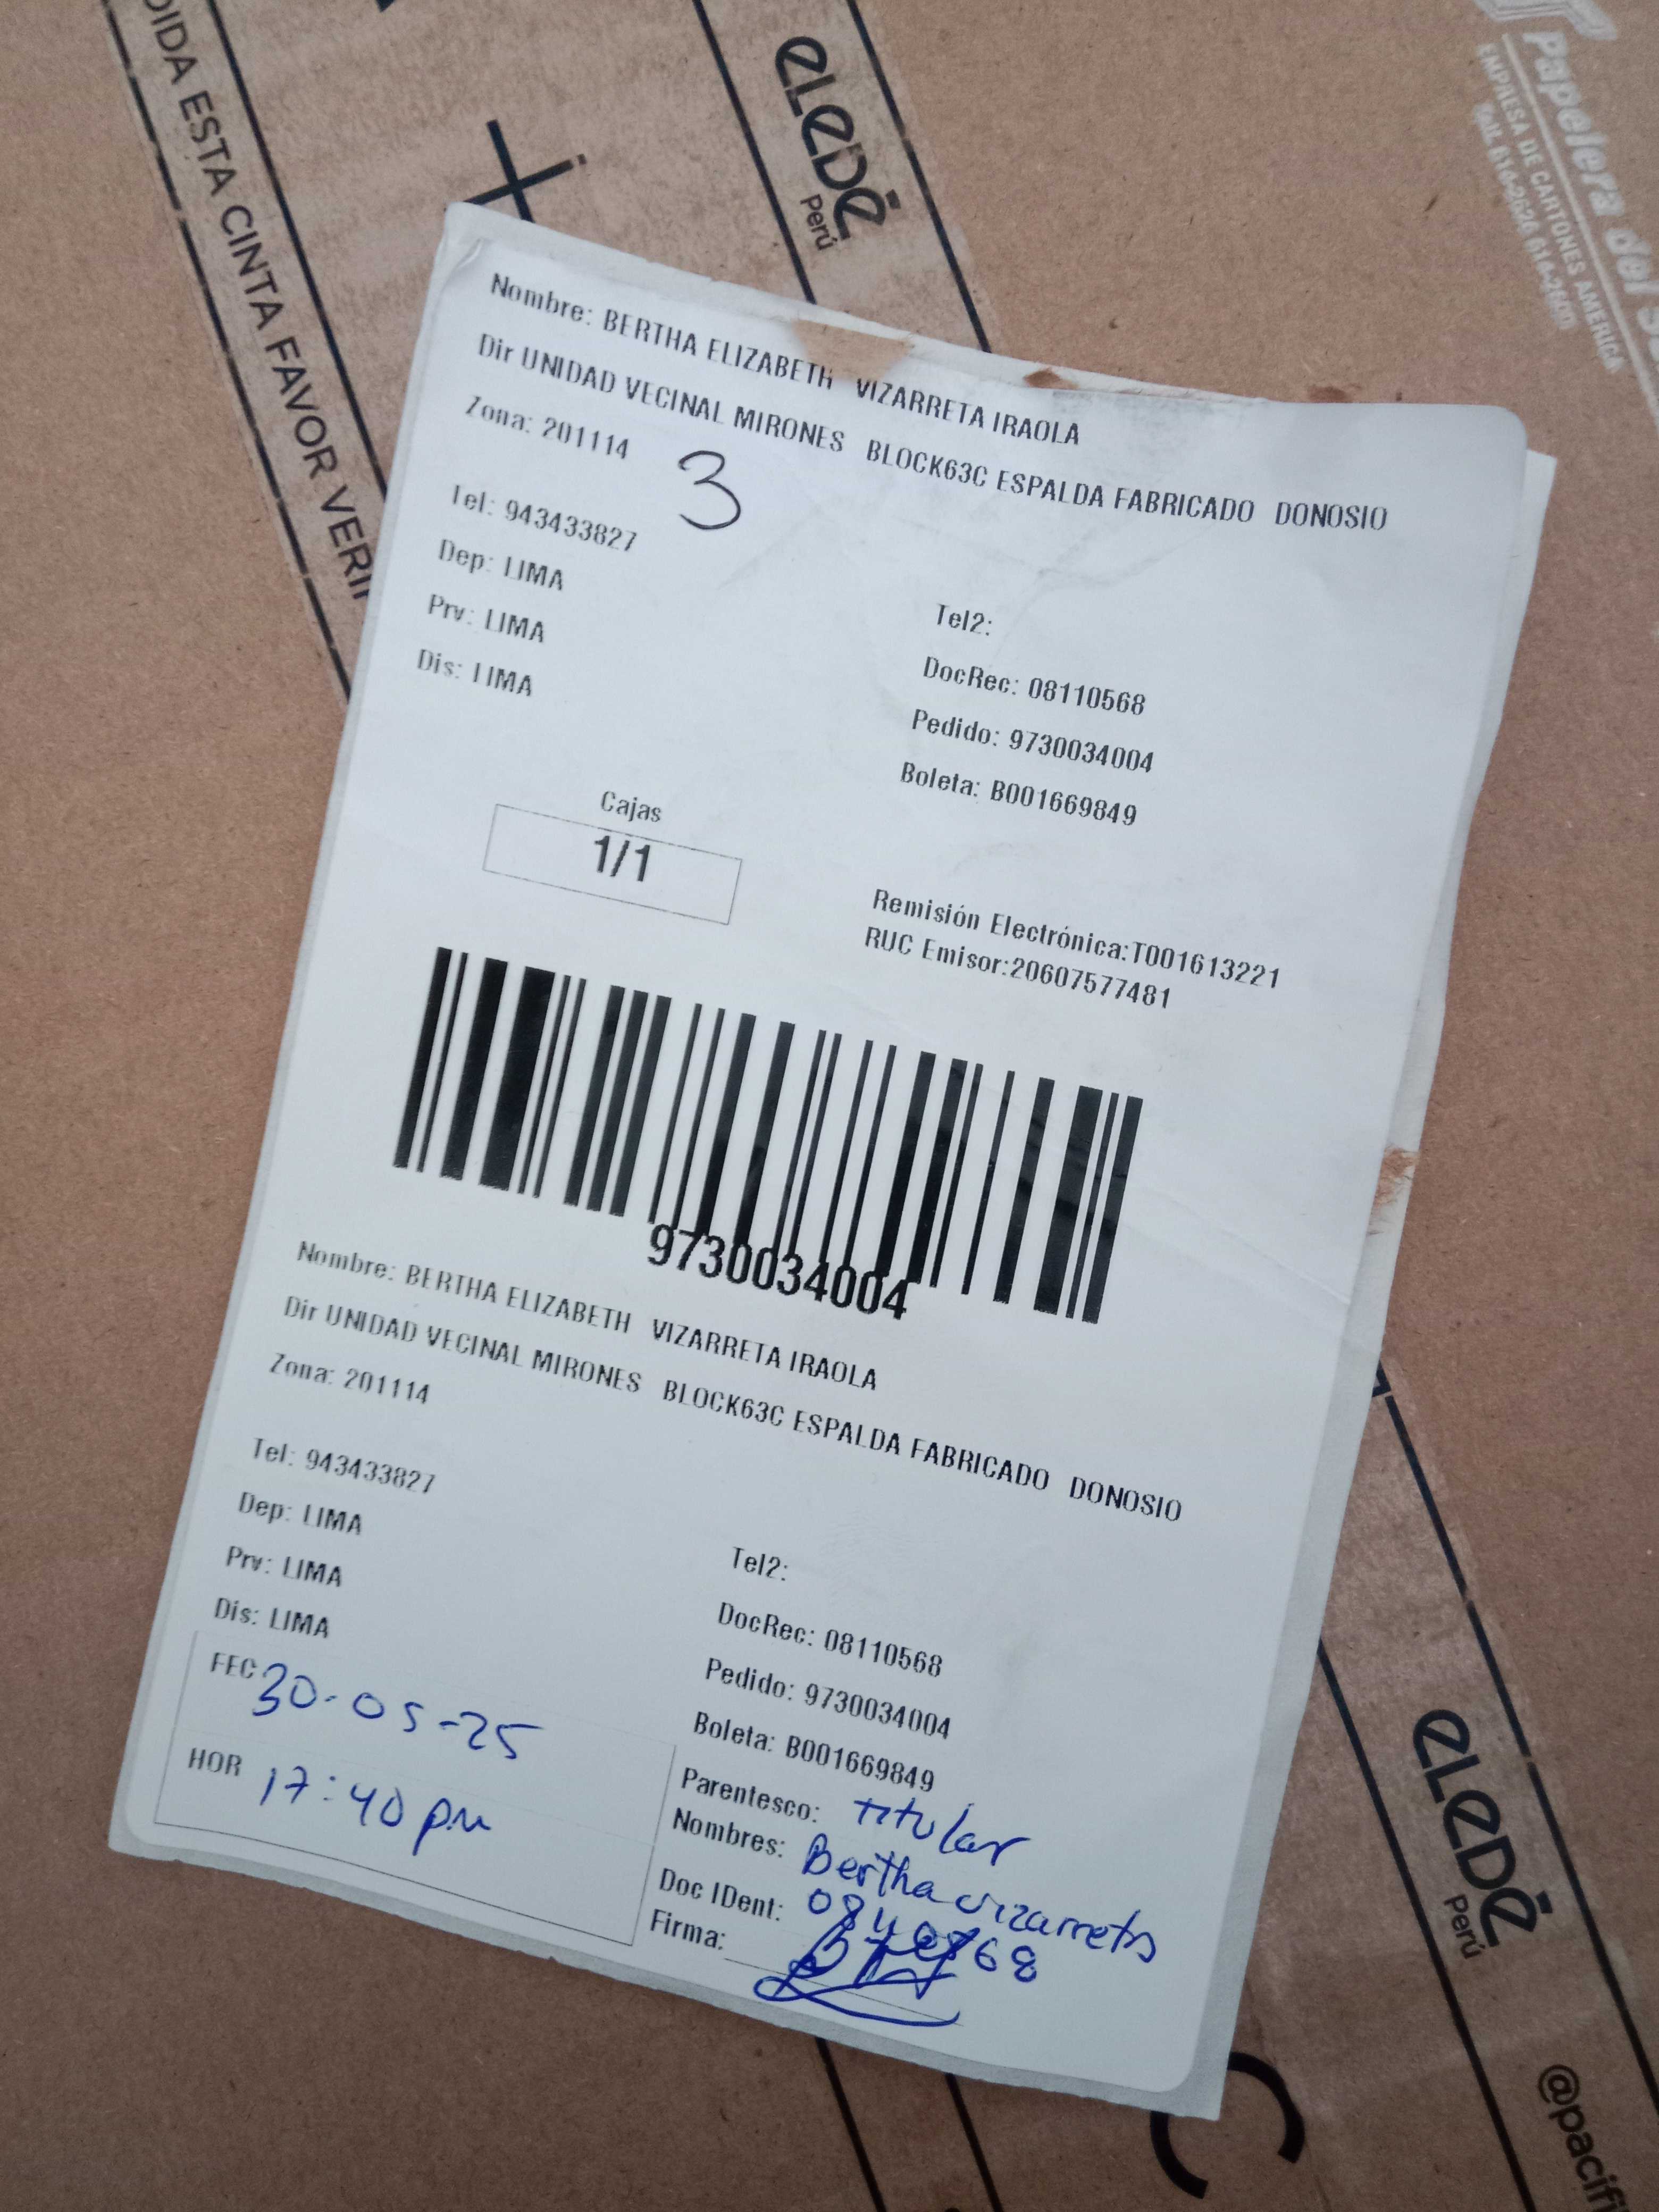 DIDA ESTA CINTA FAVOR VERI
eLeDé
Perú
Papelera del S
EMPRESA DE CARTONES AMERICA
Nombre: BERTHA ELIZABETH VIZARRETA IRAOLA
Dir UNIDAD VECINAL MIRONES BLOCK63C ESPALDA FABRICADO DONOSIO
Zona: 201114
3
Tel: 943433827
Dep: LIMA
Prv: LIMA
Dis: LIMA
Tel2:
DocRec: 08110568
Pedido: 9730034004
Boleta: B001669849
Cajas
1/1
Remisión Electrónica:T001613221
RUC Emisor:20607577481
9730034004
Nombre: BERTHA ELIZABETH VIZARRETA IRAOLA
Dir UNIDAD VECINAL MIRONES BLOCK63C ESPALDA FABRICADO DONOSIO
Zona: 201114
Tel: 943433827
Dep: LIMA
Prv: LIMA
Dis: LIMA
Tel2:
DocRec: 08110568
Pedido: 9730034004
Boleta: B001669849
FEC 30-05-25
HOR 17:40 pm
Parentesco: Titular
Nombres: Bertha vizarreta
Doc IDent:
Firma:
eLeDé
Perú
@pacifi